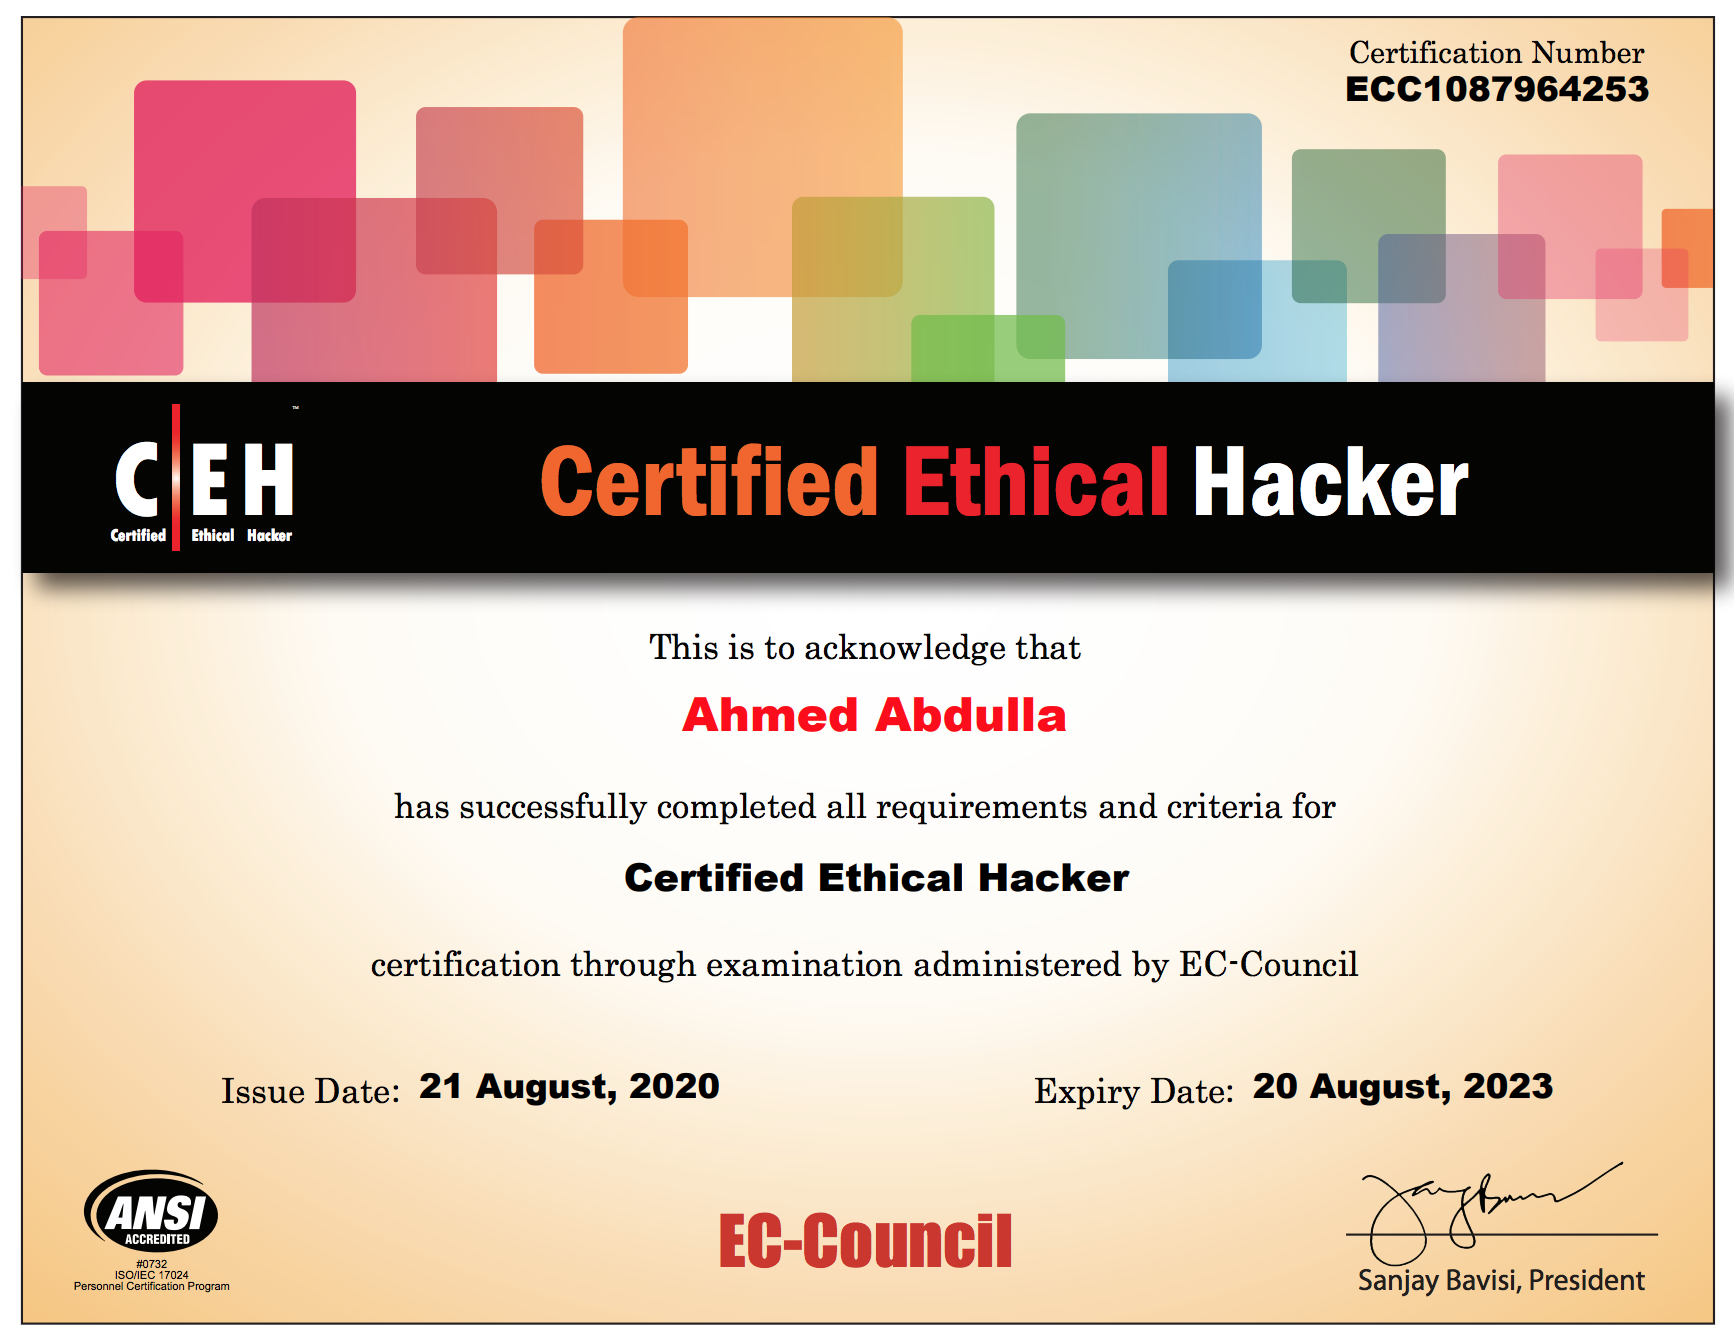 Certification Number
ECC1087964253
C EH ™
Certified Ethical Hacker
Certified Ethical Hacker
This is to acknowledge that
Ahmed Abdulla
has successfully completed all requirements and criteria for
Certified Ethical Hacker
certification through examination administered by EC-Council
Issue Date: 21 August, 2020
Expiry Date: 20 August, 2023
ANSI
ACCREDITED
#0732
ISO/IEC 17024
Personnel Certification Program
EC-Council
Sanjay Bavisi, President